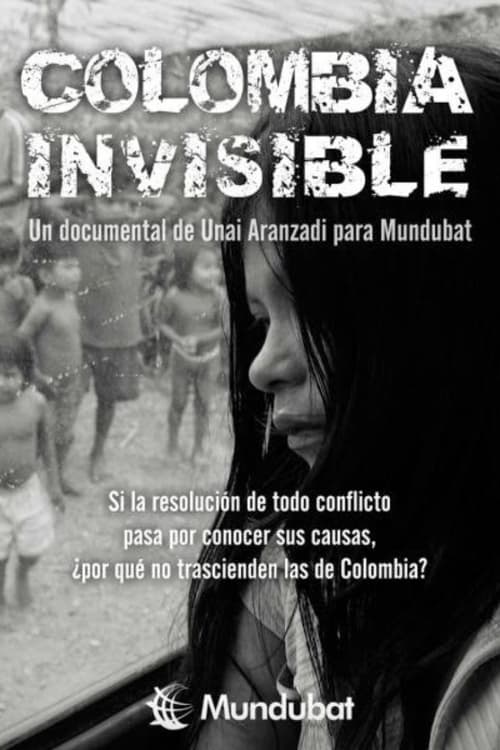 COLOMBIA
INVISIBLE
Un documental de Unai Aranzadi para Mundubat
Si la resolución de todo conflicto
pasa por conocer sus causas,
¿por qué no trascienden las de Colombia?
Mundubat